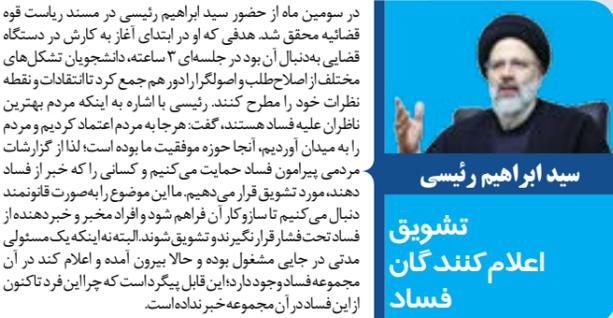 در سومین ماه از حضور سید ابراهیم رئیسی در مسند ریاست قوه
قضائیه محقق شد. هدفی که او در ابتدای آغاز به کارش در دستگاه
قضایی به‌دنبال آن بود در جلسه‌ای ۳ ساعته، دانشجویان تشکل‌های
مختلف از اصلاح‌طلب و اصولگرا را دور هم جمع کرد تا انتقادات و نقطه
نظرات خود را مطرح کنند. رئیسی با اشاره به اینکه مردم بهترین
ناظران علیه فساد هستند، گفت: هرجا به مردم اعتماد کردیم و مردم
را به میدان آوردیم، آنجا حوزه موفقیت ما بوده است؛ لذا از گزارشات
مردمی پیرامون فساد حمایت می‌کنیم و کسانی را که خبر از فساد
دهند، مورد تشویق قرار می‌دهیم. ما این موضوع را به‌صورت قانونمند
دنبال می‌کنیم تا سازوکار آن فراهم شود و افراد مخبر و خبر دهنده از
فساد تحت فشار قرار نگیرند و تشویق شوند. البته نه اینکه یک مسئولی
مدتی در جایی مشغول بوده و حالا بیرون آمده و اعلام کند در آن
مجموعه فساد وجود دارد؛ این قابل پیگرد است که چرا این فرد تاکنون
از این فساد در آن مجموعه خبر نداده است.
سید ابراهیم رئیسی
تشویق
اعلام کنندگان
فساد